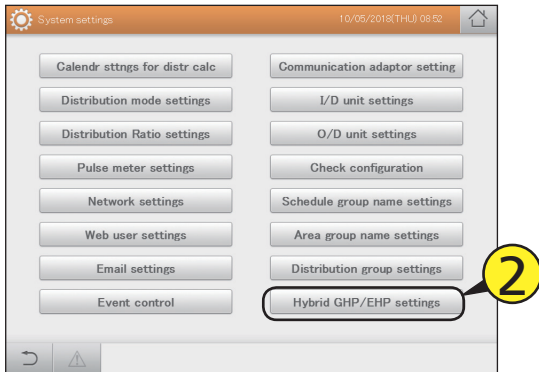 System settings 10/05/2018(THU) 08:52
Calendr sttngs for distr calc Communication adaptor setting
Distribution mode settings I/D unit settings
Distribution Ratio settings O/D unit settings
Pulse meter settings Check configuration
Network settings Schedule group name settings
Web user settings Area group name settings
Email settings Distribution group settings
Event control Hybrid GHP/EHP settings
2